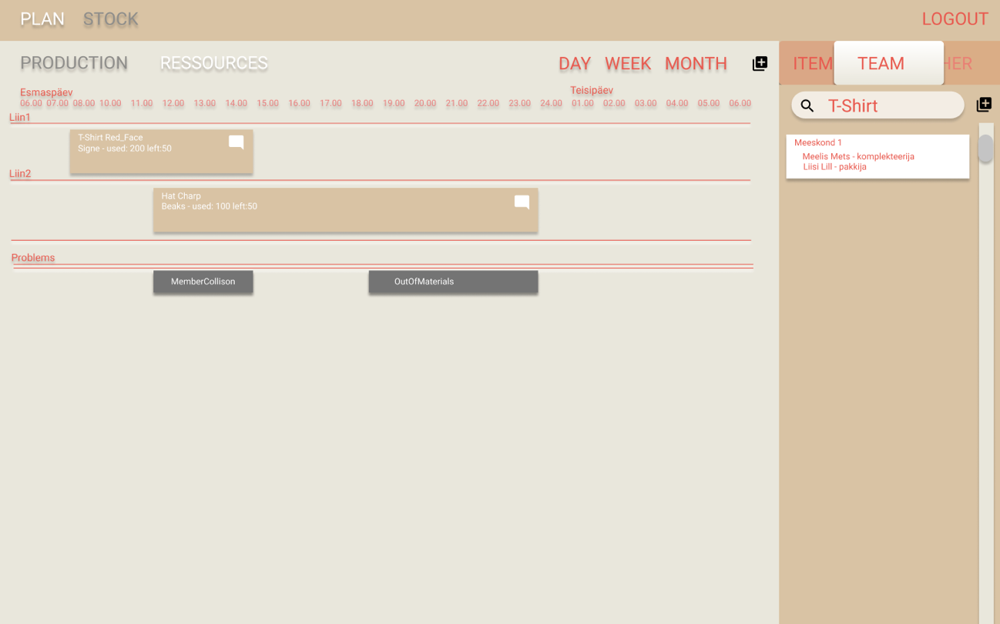 PLAN STOCK LOGOUT
PRODUCTION RESSOURCES DAY WEEK MONTH ITEM TEAM
Esmaspäev Teisipäev
06.00 07.00 08.00 10.00 11.00 12.00 13.00 14.00 15.00 16.00 17.00 18.00 19.00 20.00 21.00 22.00 23.00 24.00 01.00 02.00 03.00 04.00 05.00 06.00
T-Shirt
Liin1
T-Shirt Red_Face
Signe - used: 200 left:50
Meeskond 1
Meelis Mets - komplekteerija
Liisi Lill - pakkija
Liin2
Hat Charp
Beaks - used: 100 left:50
Problems
MemberCollison OutOfMaterials